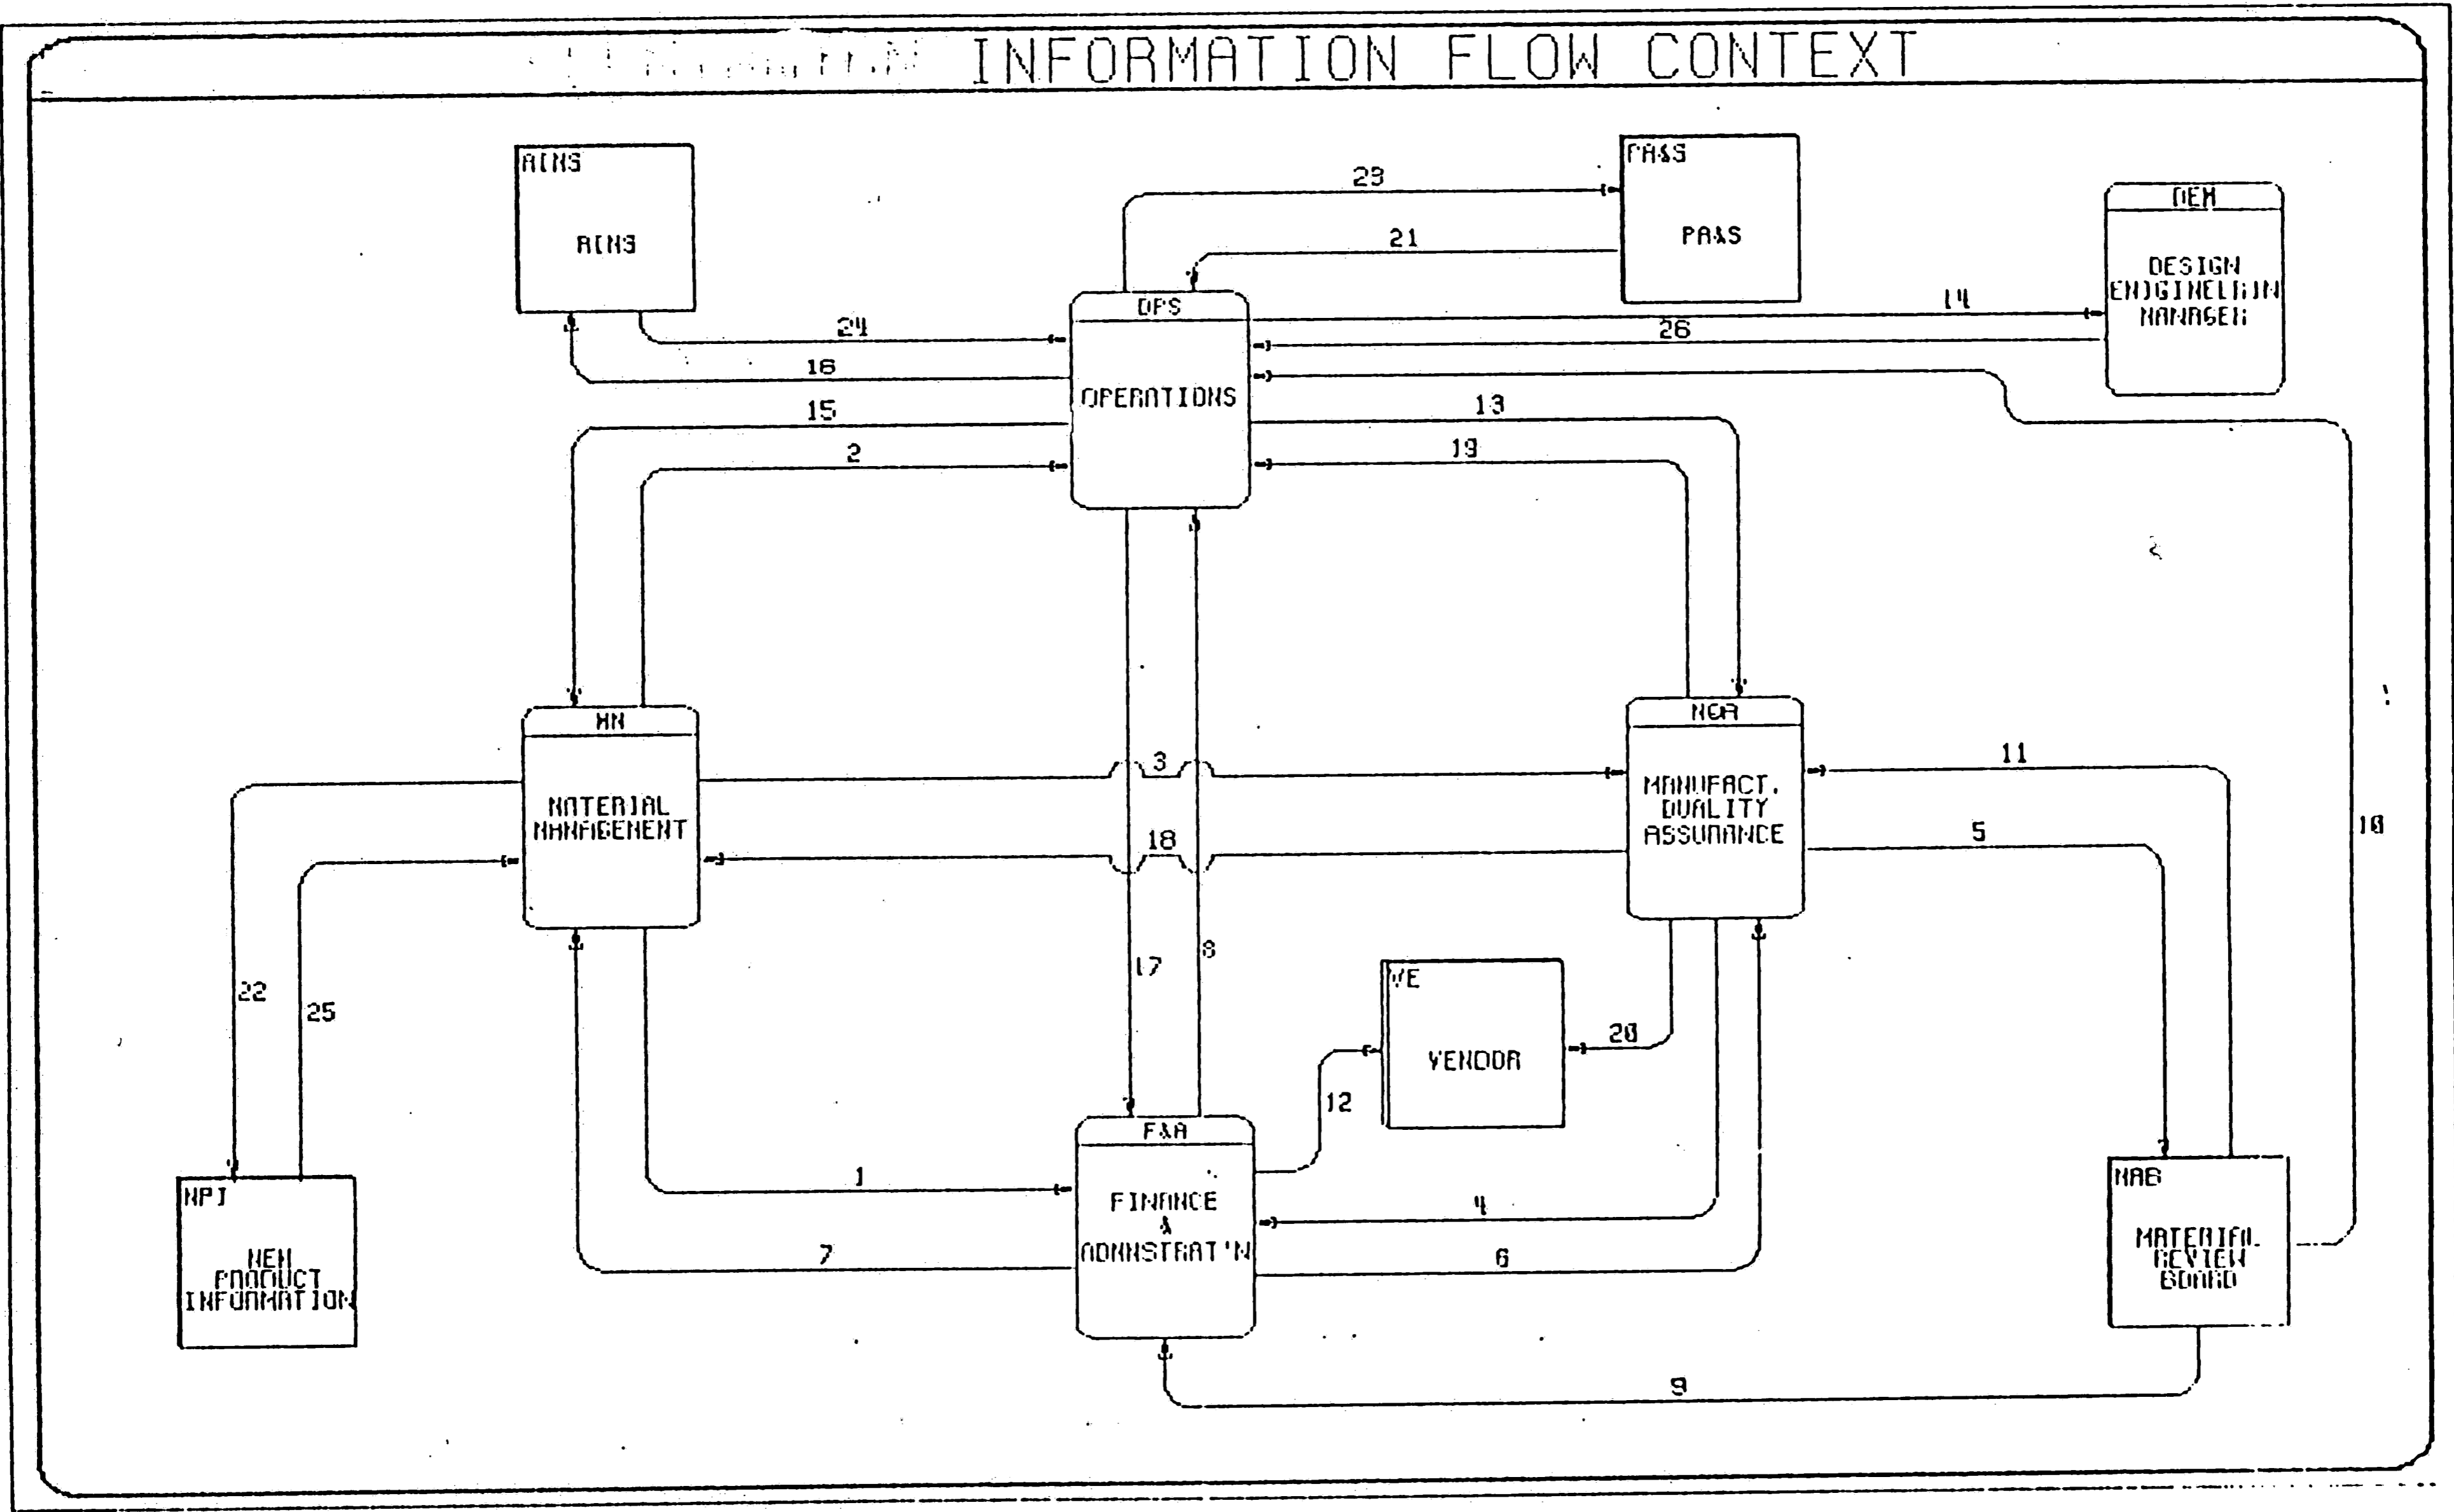 INFORMATION FLOW CONTEXT
AIMS
AIMS
PA&S
PA&S
23
21
DEM
DESIGN
MANAGER
OPS
OPERATIONS
14
26
24
16
15
2
13
19
MM
MATERIAL
MANAGEMENT
MQA
MANUFACT.
QUALITY
ASSURANCE
3
18
11
5
10
17
8
22
25
VE
VENDOR
20
12
F&A
FINANCE
&
ADMNSTRAT'N
1
7
4
6
NPI
NEW
PRODUCT
INFORMATION
MRB
MATERIAL
REVIEW
BOARD
9